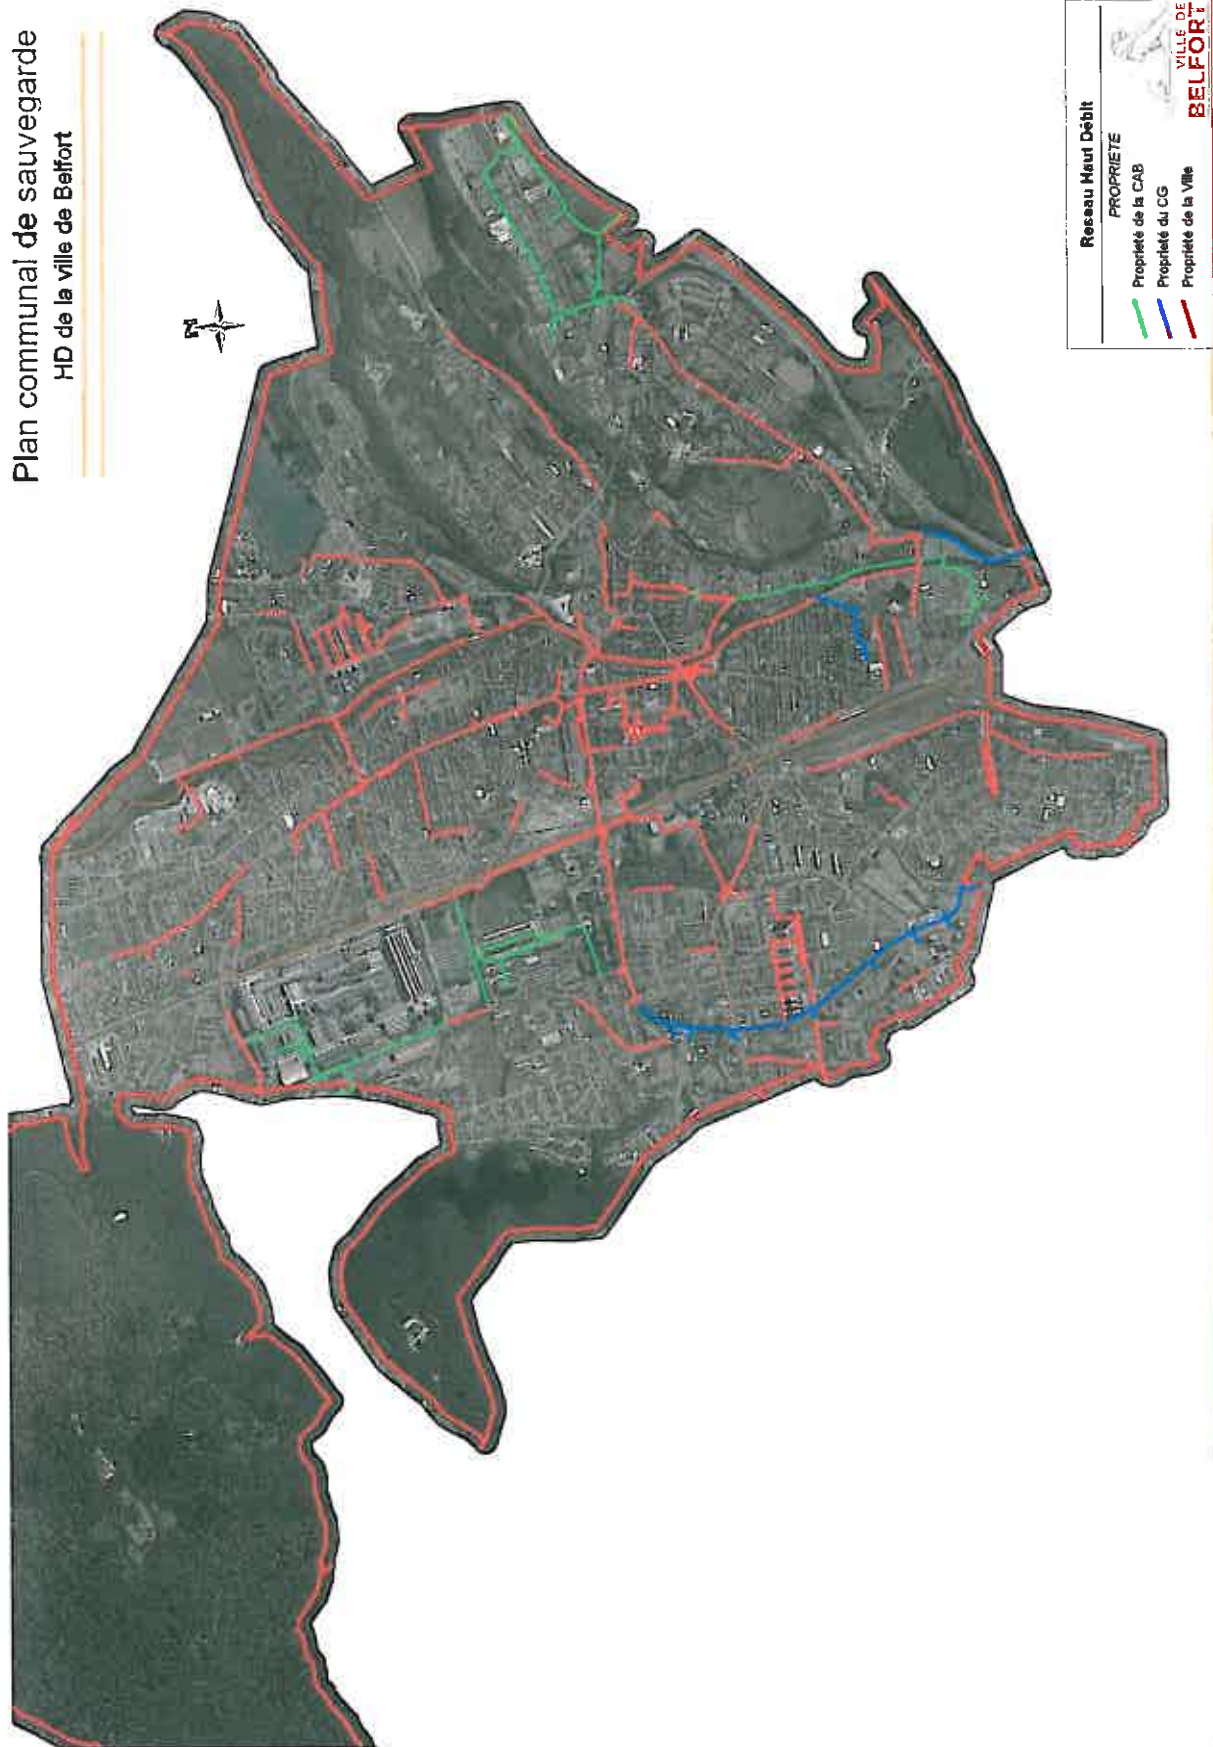 Plan communal de sauvegarde
HD de la ville de Belfort
N
Reseau Haut Débit
PROPRIETE
Propriété de la CAB
Propriété du CG
Propriété de la Ville
VILLE DE
BELFORT